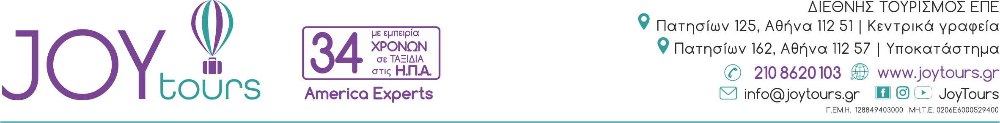 JOY tours
34 με εμπειρία
ΧΡΟΝΩΝ
σε ΤΑΞΙΔΙΑ
στις Η.Π.Α.
America Experts
ΔΙΕΘΝΗΣ ΤΟΥΡΙΣΜΟΣ ΕΠΕ
Πατησίων 125, Αθήνα 112 51 | Κεντρικά γραφεία
Πατησίων 162, Αθήνα 112 57 | Υποκατάστημα
210 8620 103 www.joytours.gr
info@joytours.gr JoyTours
Γ.ΕΜ.Η. 128849403000 ΜΗ.Τ.Ε. 0206Ε6000529400